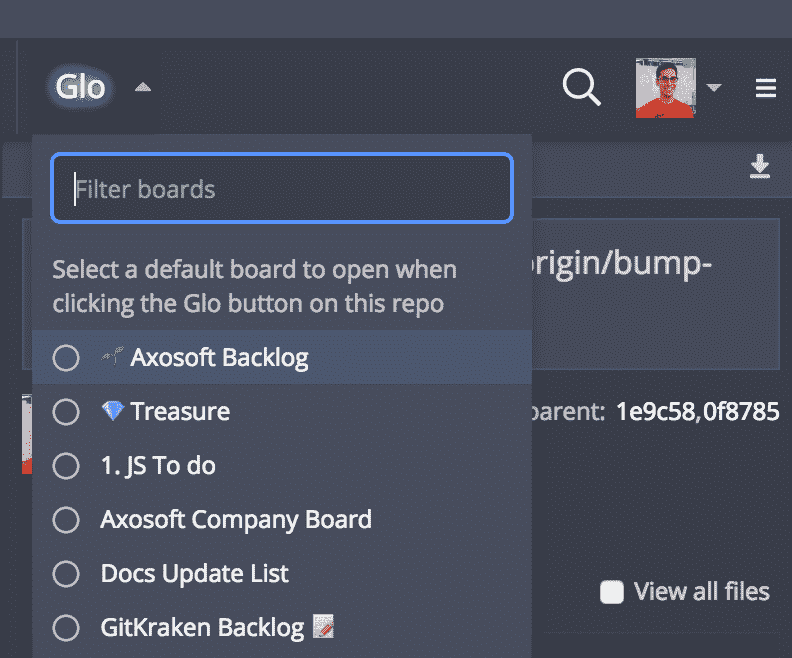 Glo
Filter boards
Select a default board to open when
clicking the Glo button on this repo
origin/bump-
Axosoft Backlog
Treasure
parent: 1e9c58,0f8785
1. JS To do
Axosoft Company Board
Docs Update List
View all files
GitKraken Backlog